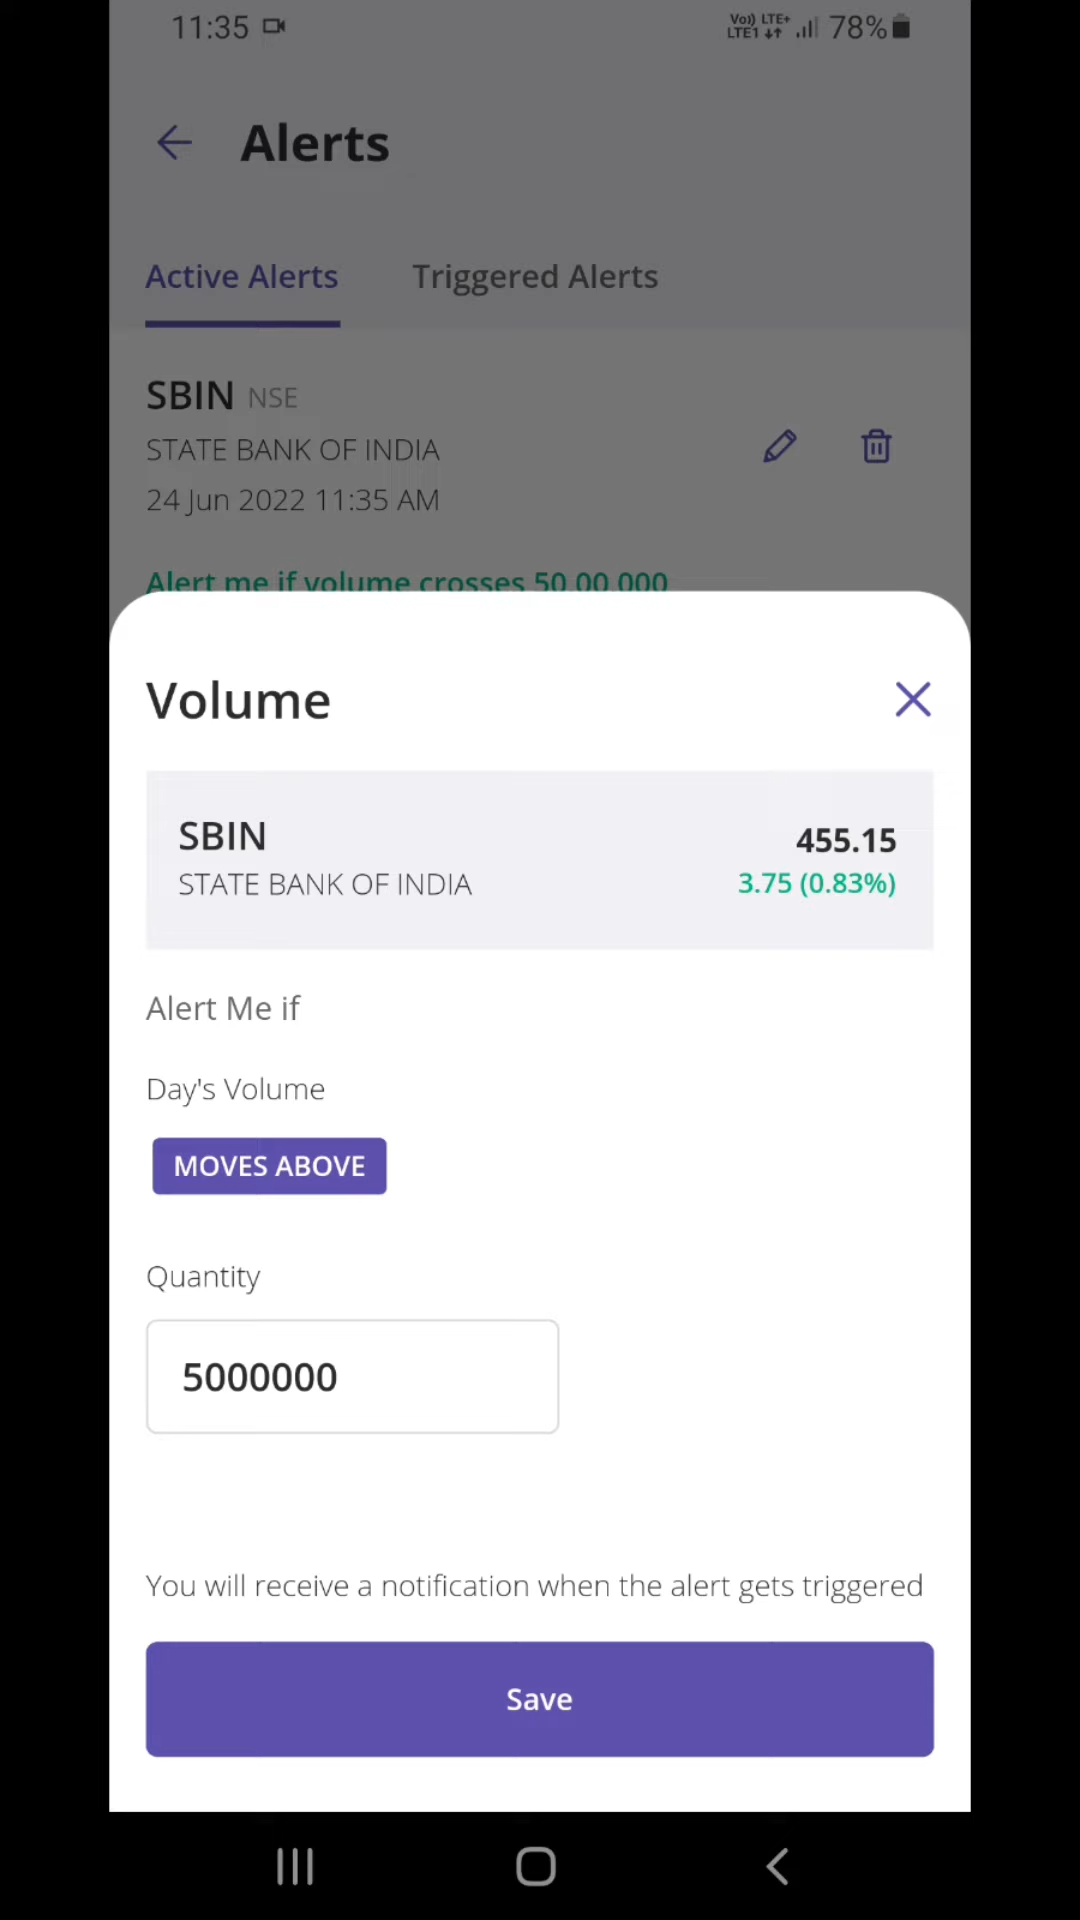 11:35
Vo)) LTE+
LTE1
78%
Alerts
Active Alerts
Triggered Alerts
SBIN NSE
STATE BANK OF INDIA
24 Jun 2022 11:35 AM
Alert me if volume crosses 50,00,000
Volume
SBIN
455.15
STATE BANK OF INDIA
3.75 (0.83%)
Alert Me if
Day's Volume
MOVES ABOVE
Quantity
5000000
You will receive a notification when the alert gets triggered
Save